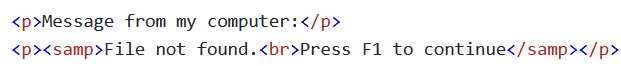 <p>Message from my computer:</p>
<p><samp>File not found.<br>Press F1 to continue</samp></p>